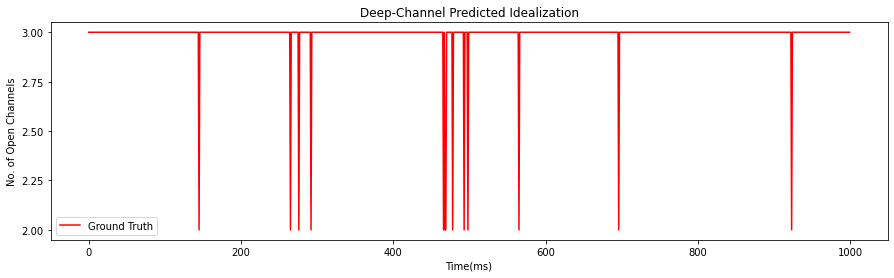 Deep-Channel Predicted Idealization
No. of Open Channels
3.00
2.75
2.50
2.25
2.00
Ground Truth
0
200
400
600
800
1000
Time(ms)